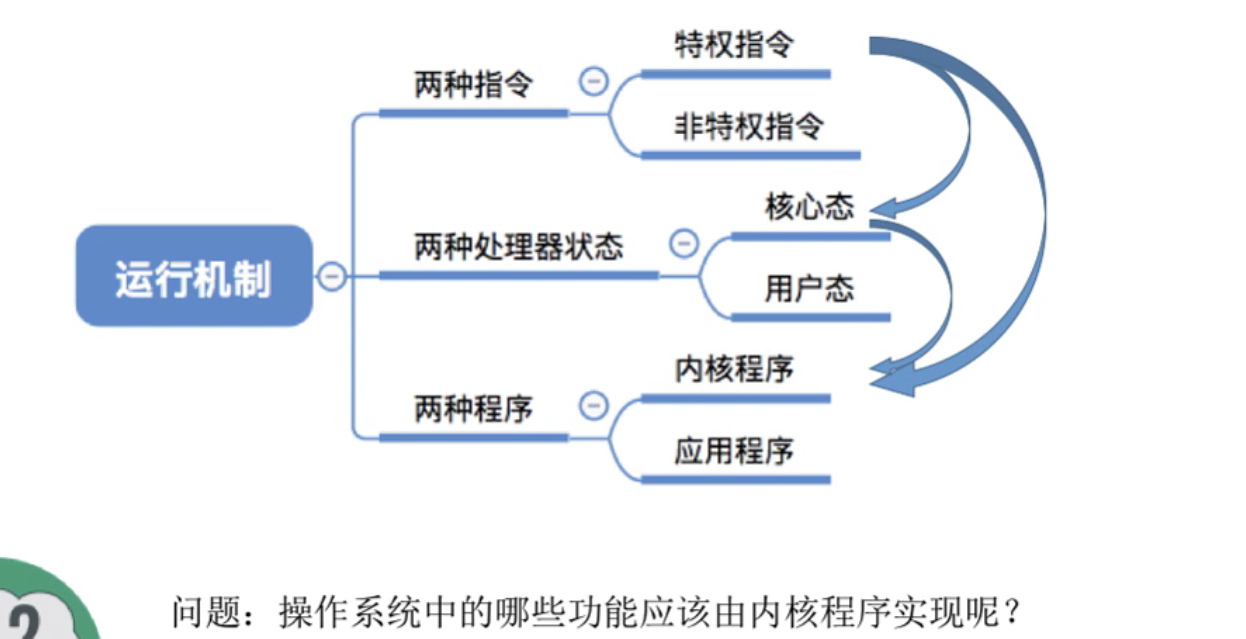 特权指令
两种指令
非特权指令
核心态
两种处理器状态
运行机制
用户态
内核程序
两种程序
应用程序
问题：操作系统中的哪些功能应该由内核程序实现呢？
?